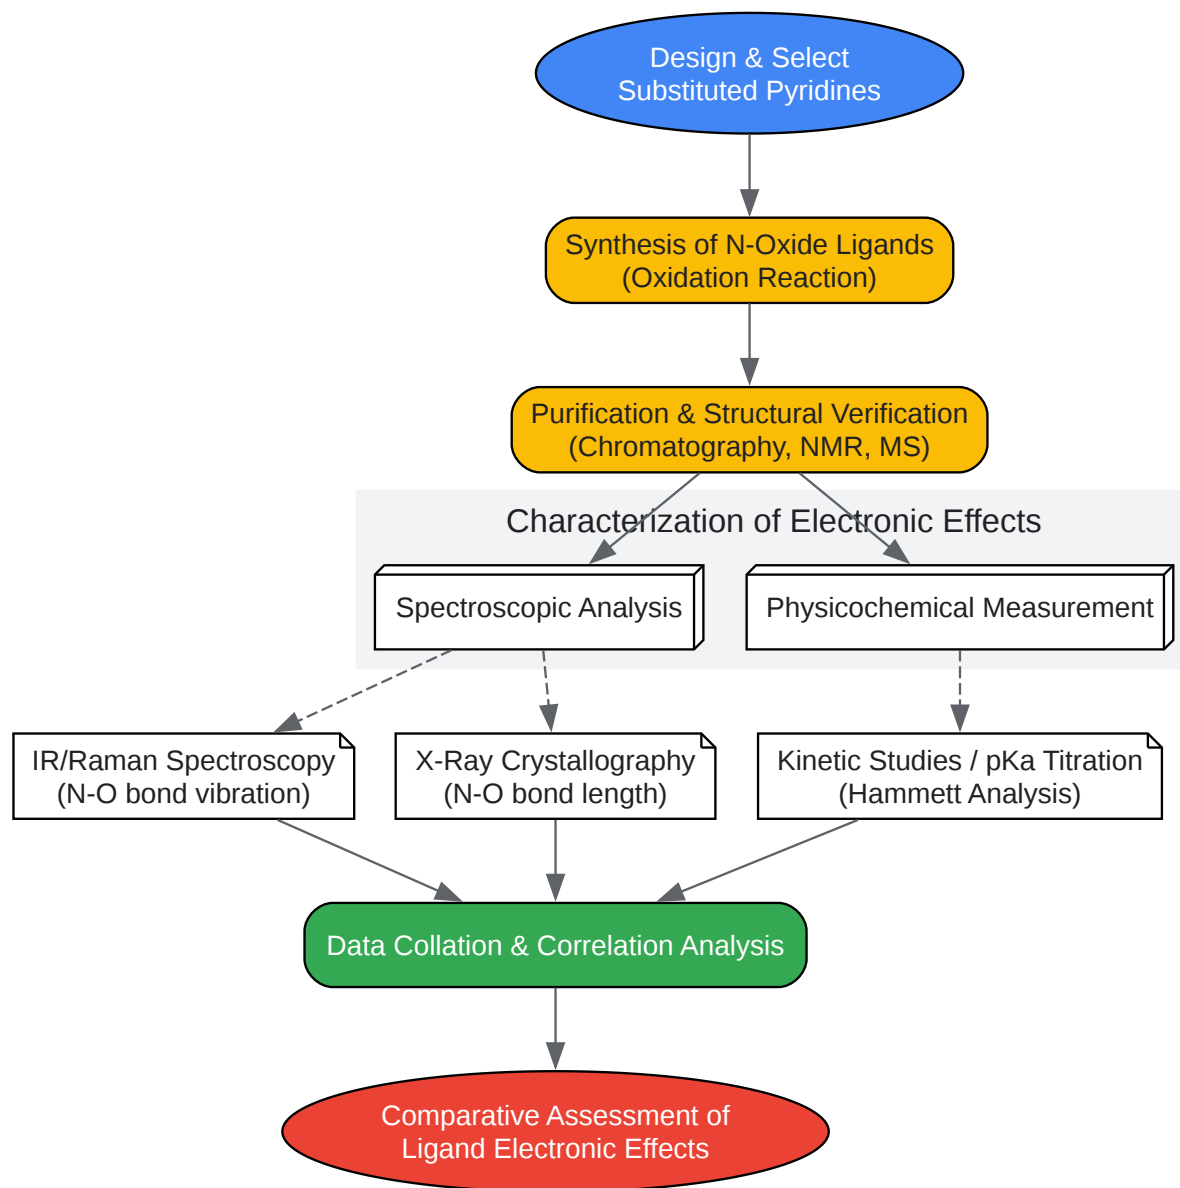 Design & Select
Substituted Pyridines
Synthesis of N-Oxide Ligands
(Oxidation Reaction)
Purification & Structural Verification
(Chromatography, NMR, MS)
Characterization of Electronic Effects
Spectroscopic Analysis
Physicochemical Measurement
IR/Raman Spectroscopy
(N-O bond vibration)
X-Ray Crystallography
(N-O bond length)
Kinetic Studies / pKa Titration
(Hammett Analysis)
Data Collation & Correlation Analysis
Comparative Assessment of
Ligand Electronic Effects